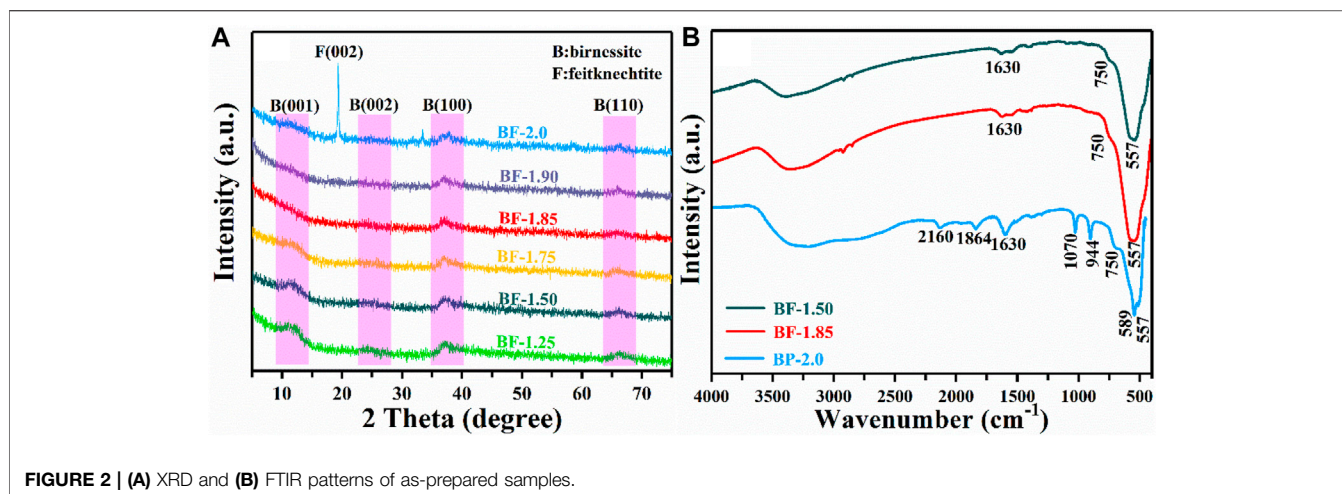 A
F(002)
B:birnessite
F:feitknechtite
B(001)
B(002)
B(100)
B(110)
BF-2.0
BF-1.90
BF-1.85
BF-1.75
BF-1.50
BF-1.25
Intensity (a.u.)
10 20 30 40 50 60 70
2 Theta (degree)
B
1630
750
557
1630
750
557
2160
1864
1630
1070
944
750
589
557
BF-1.50
BF-1.85
BP-2.0
Intensity (a.u.)
4000 3500 3000 2500 2000 1500 1000 500
Wavenumber (cm-1)
FIGURE 2 | (A) XRD and (B) FTIR patterns of as-prepared samples.